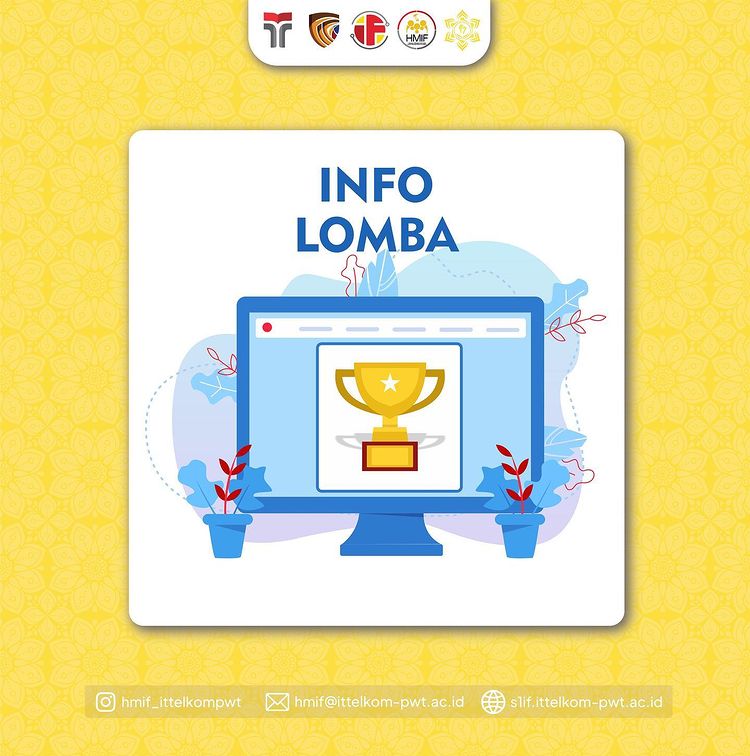 HMIF
INFO
LOMBA
hmif_ittelkompwt
hmif@ittelkom-pwt.ac.id
s1if.ittelkom-pwt.ac.id